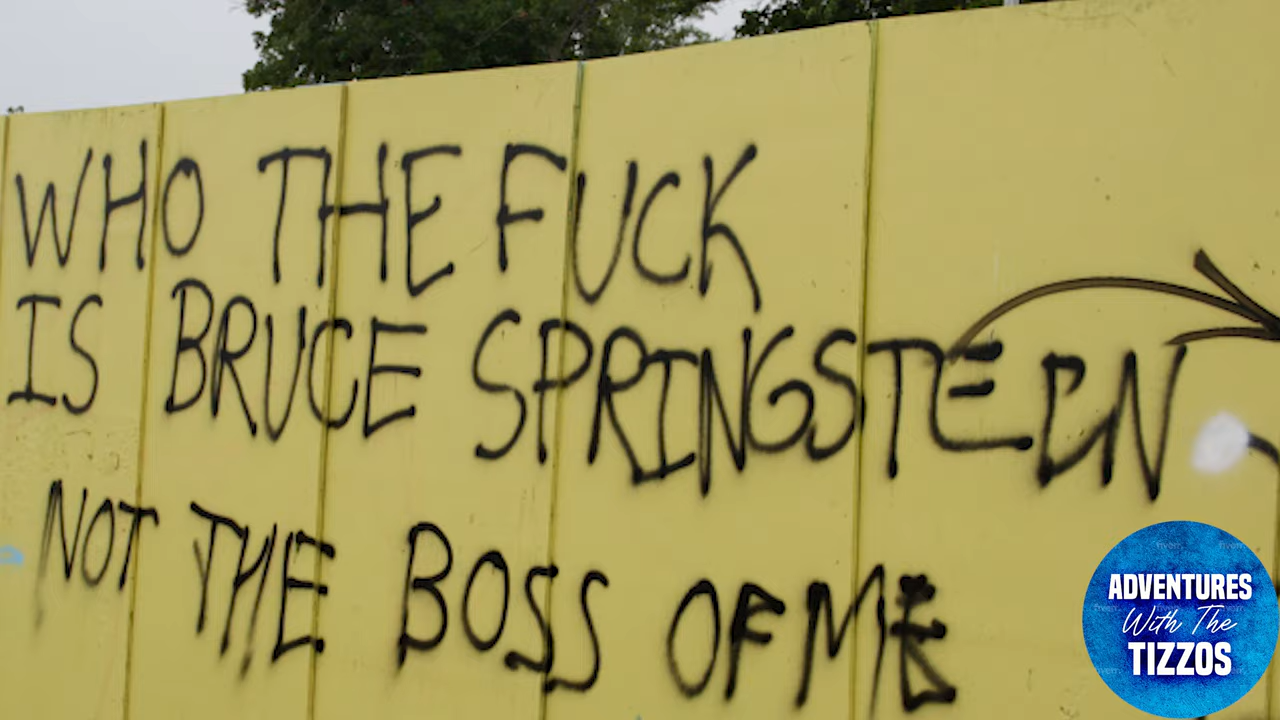 WHO THE FUCK
IS BRUCE SPRINGSTEEN
NOT THE BOSS OF ME
ADVENTURES
With The
TIZZOS